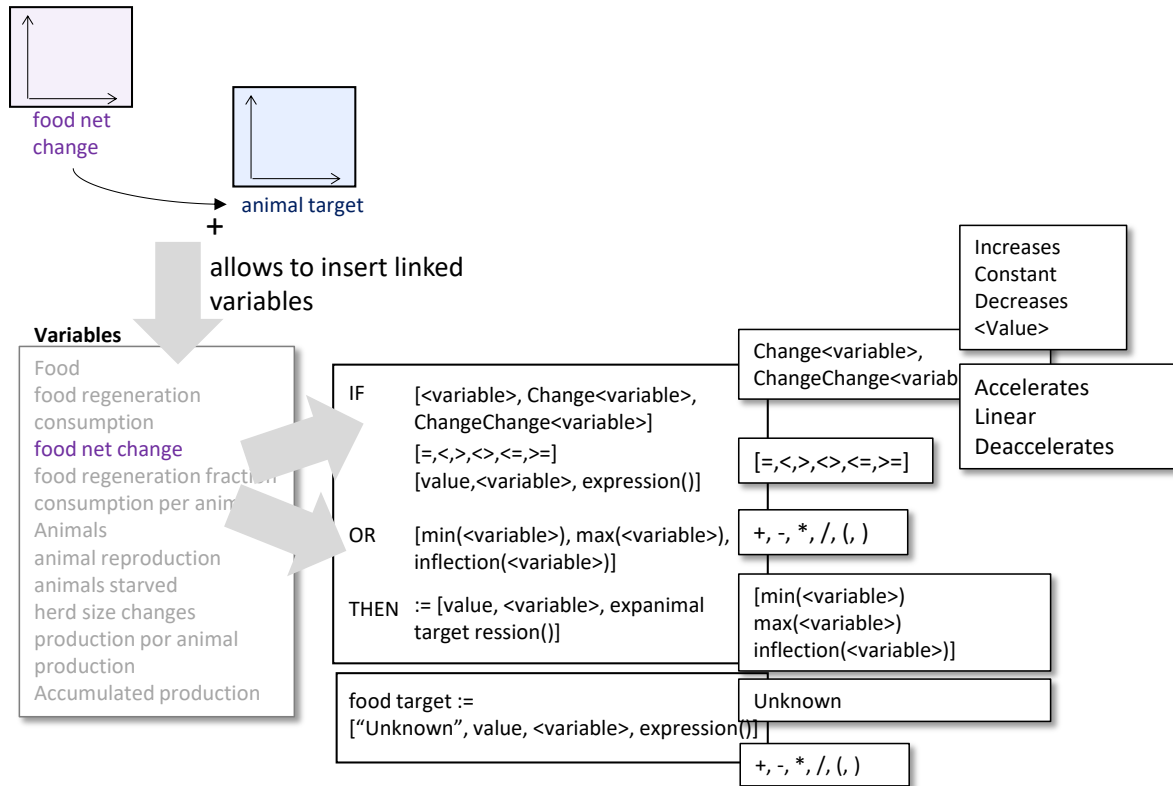 food net
change
animal target
+
allows to insert linked
variables
Variables
Food
food regeneration
consumption
food net change
food regeneration fraction
consumption per anim
Animals
animal reproduction
animals starved
herd size changes
production por animal
production
Accumulated production
IF [<variable>, Change<variable>,
ChangeChange<variable>]
[=,<,>,<>,<=,>=]
[value,<variable>, expression()]
OR [min(<variable>), max(<variable>),
inflection(<variable>)]
THEN := [value, <variable>, expanimal
target ression()]
food target :=
[“Unknown”, value, <variable>, expression()]
Change<variable>,
ChangeChange<variab
Increases
Constant
Decreases
<Value>
Accelerates
Linear
Deaccelerates
[=,<,>,<>,<=,>=]
+, -, *, /, (, )
[min(<variable>)
max(<variable>)
inflection(<variable>)]
Unknown
+, -, *, /, (, )